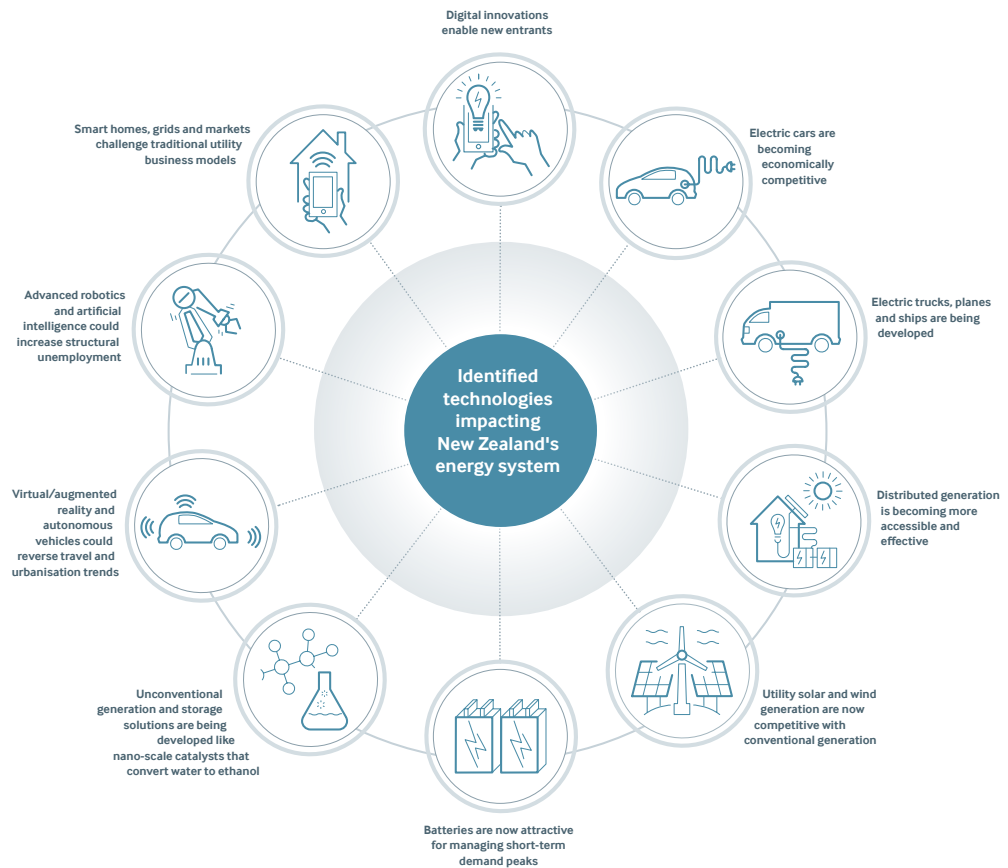 Digital innovations
enable new entrants
Electric cars are
becoming
economically
competitive
Electric trucks, planes
and ships are being
developed
Distributed generation
is becoming more
accessible and
effective
Utility solar and wind
generation are now
competitive with
conventional generation
Batteries are now attractive
for managing short-term
demand peaks
Unconventional
generation and storage
solutions are being
developed like
nano-scale catalysts that
convert water to ethanol
Virtual/augmented
reality and
autonomous
vehicles could
reverse travel and
urbanisation trends
Advanced robotics
and artificial
intelligence could
increase structural
unemployment
Smart homes, grids and markets
challenge traditional utility
business models
Identified
technologies
impacting
New Zealand's
energy system